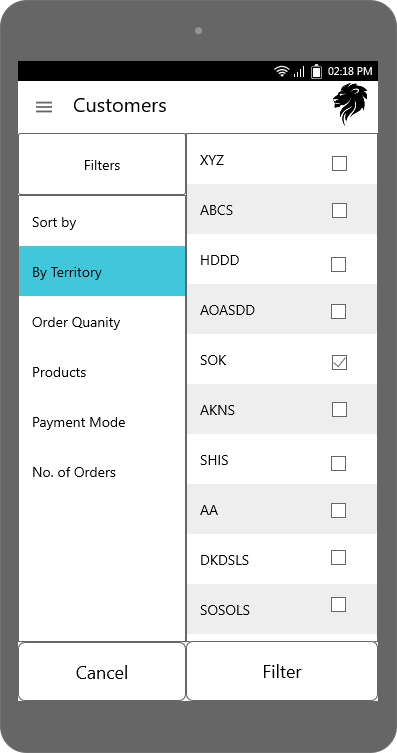 02:18 PM
Customers
Filters
Sort by
By Territory
Order Quanity
Products
Payment Mode
No. of Orders
XYZ
ABCS
HDDD
AOASDD
SOK
AKNS
SHIS
AA
DKDSLS
SOSOLS
Cancel
Filter